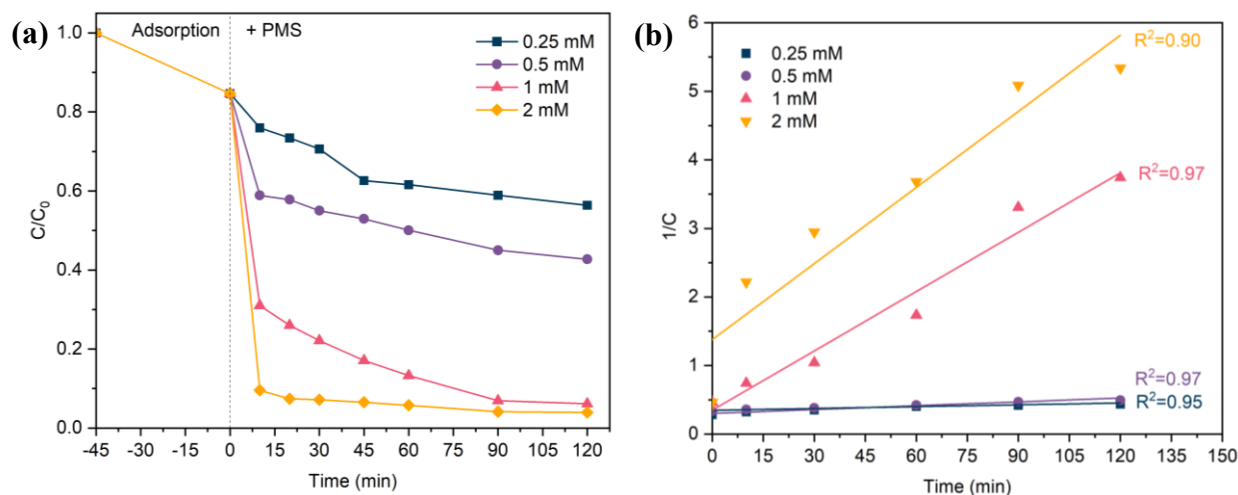 (a)
Adsorption
+ PMS
0.25 mM
0.5 mM
1 mM
2 mM
1.0
0.8
0.6
0.4
0.2
0.0
C/C₀
-45 -30 -15 0 15 30 45 60 75 90 105 120
Time (min)
(b)
0.25 mM
0.5 mM
1 mM
2 mM
R²=0.90
R²=0.97
R²=0.97
R²=0.95
6
5
4
3
2
1
0
1/C
0 15 30 45 60 75 90 105 120 135 150
Time (min)